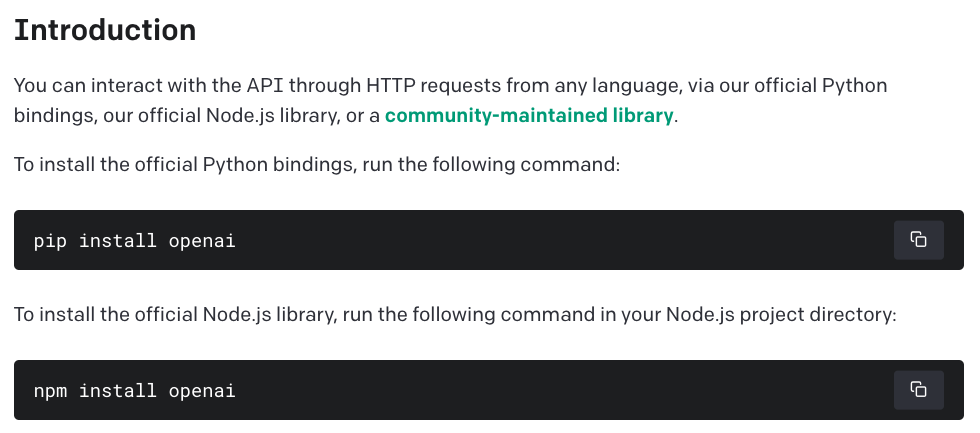 Introduction
You can interact with the API through HTTP requests from any language, via our official Python
bindings, our official Node.js library, or a community-maintained library.
To install the official Python bindings, run the following command:
pip install openai
To install the official Node.js library, run the following command in your Node.js project directory:
npm install openai